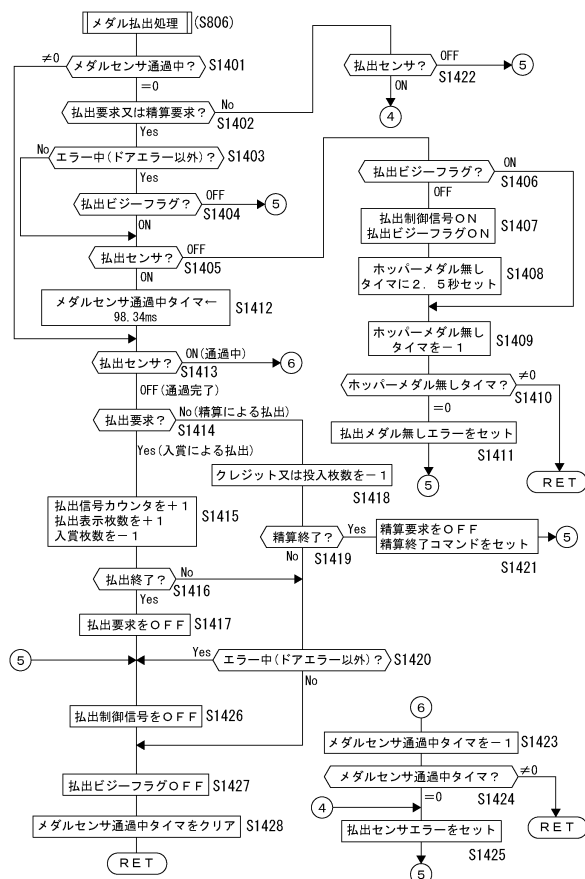 メダル払出処理 (S806)
≠0
メダルセンサ通過中? S1401
=0
払出要求又は精算要求? S1402
No
Yes
払出センサ? S1422
OFF
⑤
ON
④
No
エラー中(ドアエラー以外)? S1403
Yes
払出ビジーフラグ? S1404
OFF
⑤
ON
払出センサ? S1405
OFF
ON
払出ビジーフラグ? S1406
ON
OFF
払出制御信号ON
払出ビジーフラグON
S1407
ホッパーメダル無し
タイマに2.5秒セット
S1408
ホッパーメダル無し
タイマを-1
S1409
ホッパーメダル無しタイマ? S1410
≠0
=0
払出メダル無しエラーをセット
S1411
⑤
RET
メダルセンサ通過中タイマ←
98.34ms
S1412
払出センサ? S1413
ON(通過中)
⑥
OFF(通過完了)
払出要求? S1414
No(精算による払出)
Yes(入賞による払出)
クレジット又は投入枚数を-1
S1418
払出信号カウンタを+1
払出表示枚数を+1
入賞枚数を-1
S1415
精算終了? S1419
Yes
No
精算要求をOFF
精算終了コマンドをセット
S1421
⑤
払出終了? S1416
No
Yes
払出要求をOFF S1417
⑤
Yes
エラー中(ドアエラー以外)? S1420
No
払出制御信号をOFF S1426
払出ビジーフラグOFF S1427
メダルセンサ通過中タイマをクリア S1428
RET
⑥
メダルセンサ通過中タイマを-1 S1423
メダルセンサ通過中タイマ? S1424
≠0
=0
④
払出センサエラーをセット
S1425
⑤
RET